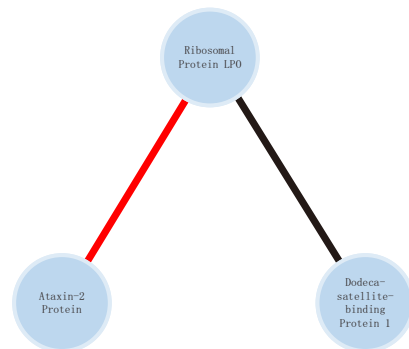 Ribosomal
Protein LPO
Ataxin-2
Protein
Dodeca-
satellite-
binding
Protein 1